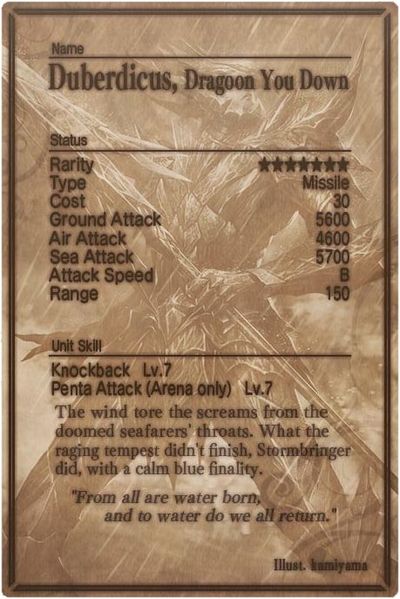 Name
Duberdicus, Dragoon You Down
Status
Rarity ★★★★★★★
Type Missile
Cost 30
Ground Attack 5600
Air Attack 4600
Sea Attack 5700
Attack Speed B
Range 150
Unit Skill
Knockback Lv.7
Penta Attack (Arena only) Lv.7
The wind tore the screams from the
doomed seafarers' throats. What the
raging tempest didn't finish, Stormbringer
did, with a calm blue finality.
"From all are water born,
and to water do we all return."
Illust. kumiyama